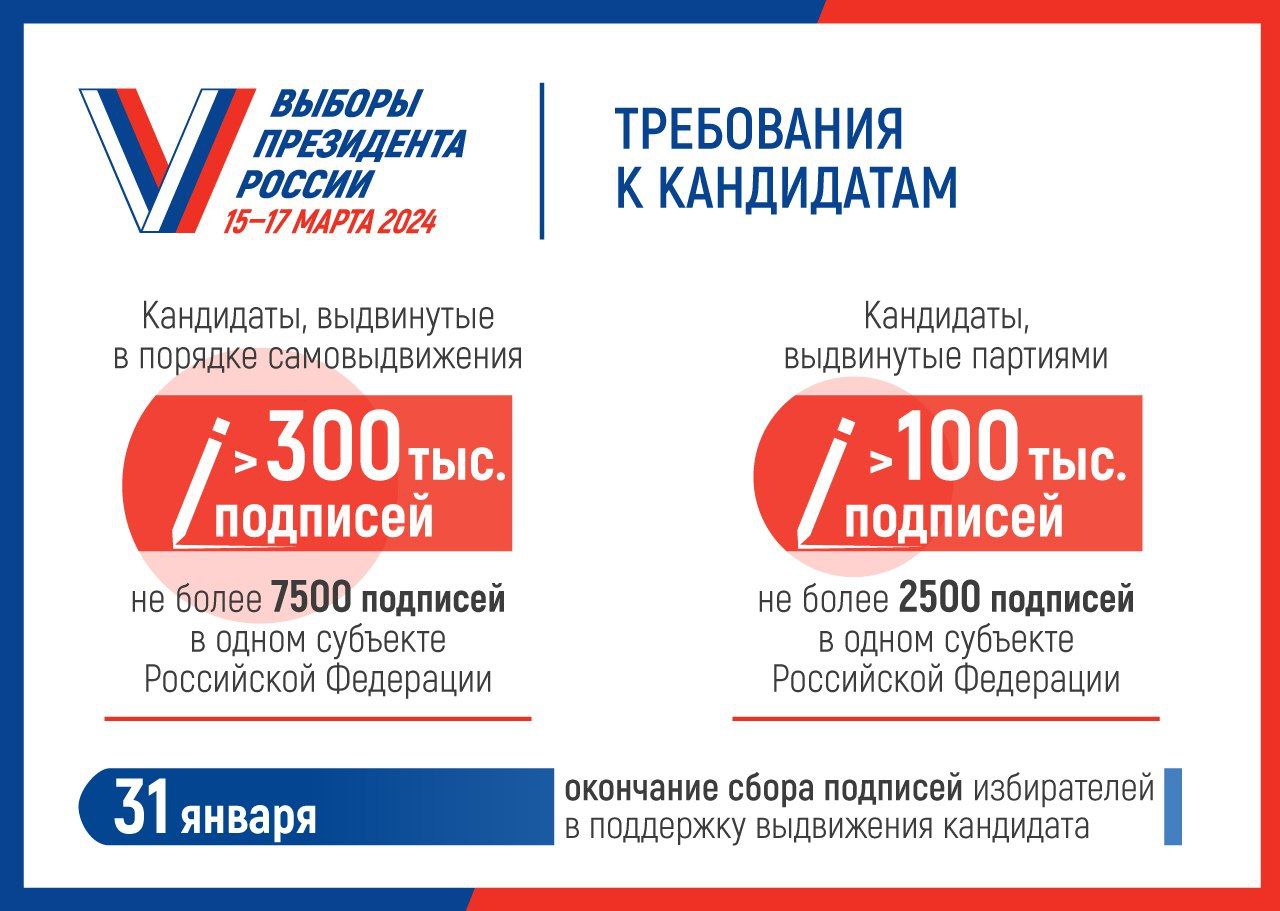 ВЫБОРЫ
ПРЕЗИДЕНТА
РОССИИ
15–17 МАРТА 2024
ТРЕБОВАНИЯ
К КАНДИДАТАМ
Кандидаты, выдвинутые
в порядке самовыдвижения
> 300 тыс.
подписей
не более 7500 подписей
в одном субъекте
Российской Федерации
Кандидаты,
выдвинутые партиями
> 100 тыс.
подписей
не более 2500 подписей
в одном субъекте
Российской Федерации
31 января
окончание сбора подписей избирателей
в поддержку выдвижения кандидата